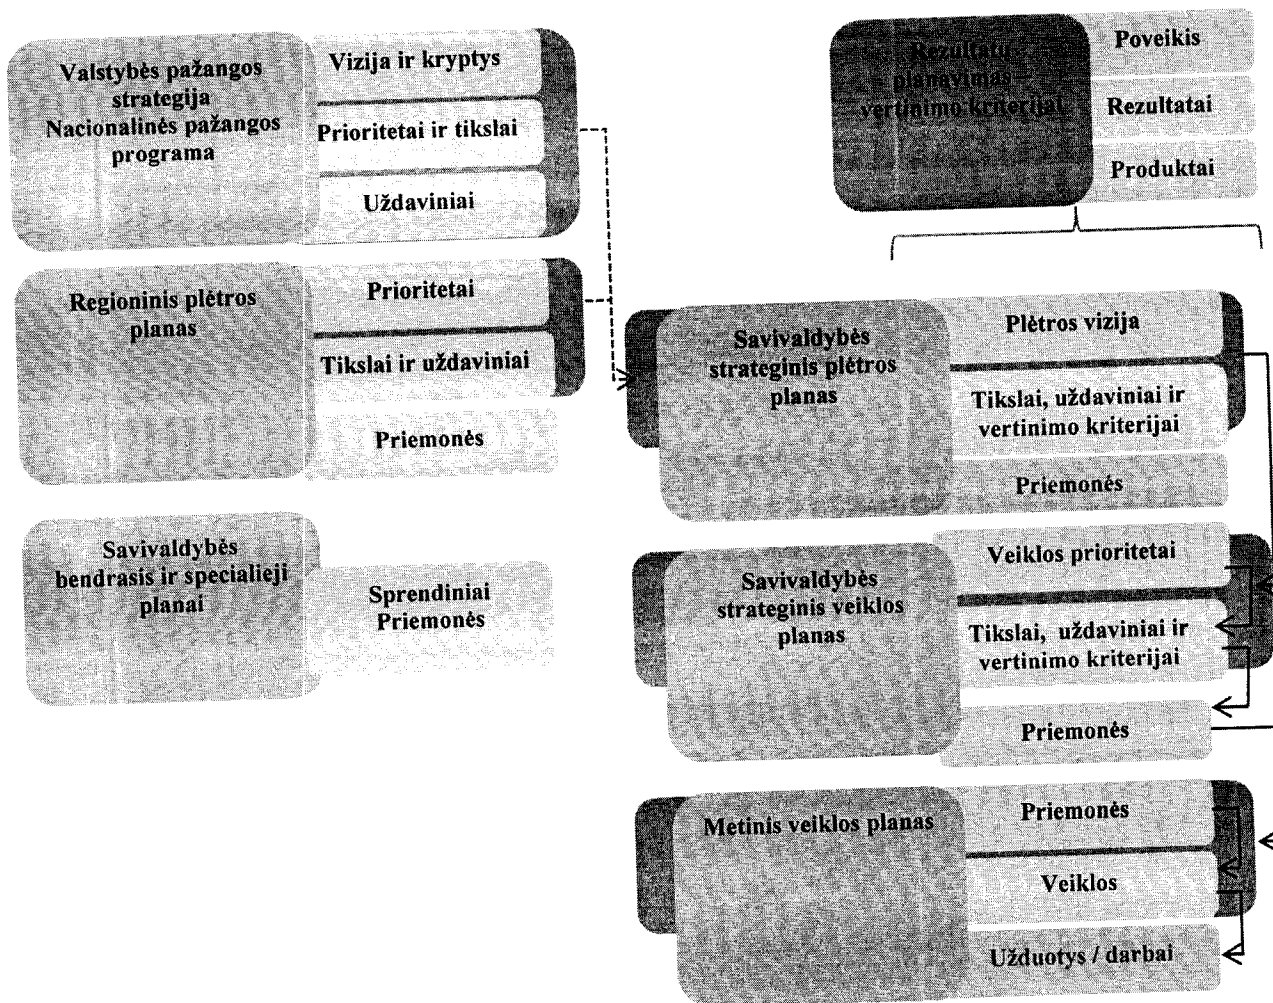 Valstybės pažangos
strategija
Nacionalinės pažangos
programa
Vizija ir kryptys
Prioritetai ir tikslai
Uždaviniai
Regioninis plėtros
planas
Prioritetai
Tikslai ir uždaviniai
Priemonės
Savivaldybės
bendrasis ir specialieji
planai
Sprendiniai
Priemonės
Rezultatų
planavimas
vertinimo kriterijai
Poveikis
Rezultatai
Produktai
Savivaldybės
strateginis plėtros
planas
Plėtros vizija
Tikslai, uždaviniai ir
vertinimo kriterijai
Priemonės
Savivaldybės
strateginis veiklos
planas
Veiklos prioritetai
Tikslai, uždaviniai ir
vertinimo kriterijai
Priemonės
Metinis veiklos planas
Priemonės
Veiklos
Užduotys / darbai